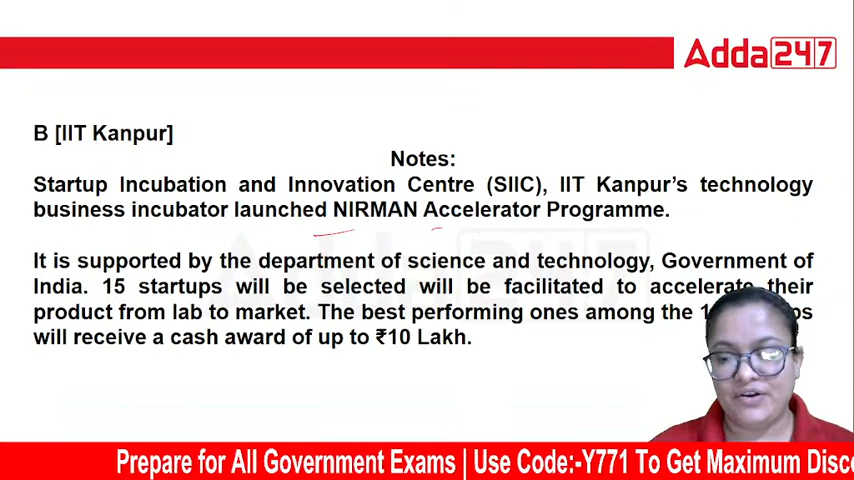 Adda247
B [IIT Kanpur]
Notes:
Startup Incubation and Innovation Centre (SIIC), IIT Kanpur's technology
business incubator launched NIRMAN Accelerator Programme.
It is supported by the department of science and technology, Government of
India. 15 startups will be selected will be facilitated to accelerate their
product from lab to market. The best performing ones among the
will receive a cash award of up to ₹10 Lakh.
Prepare for All Government Exams | Use Code:-Y771 To Get Maximum